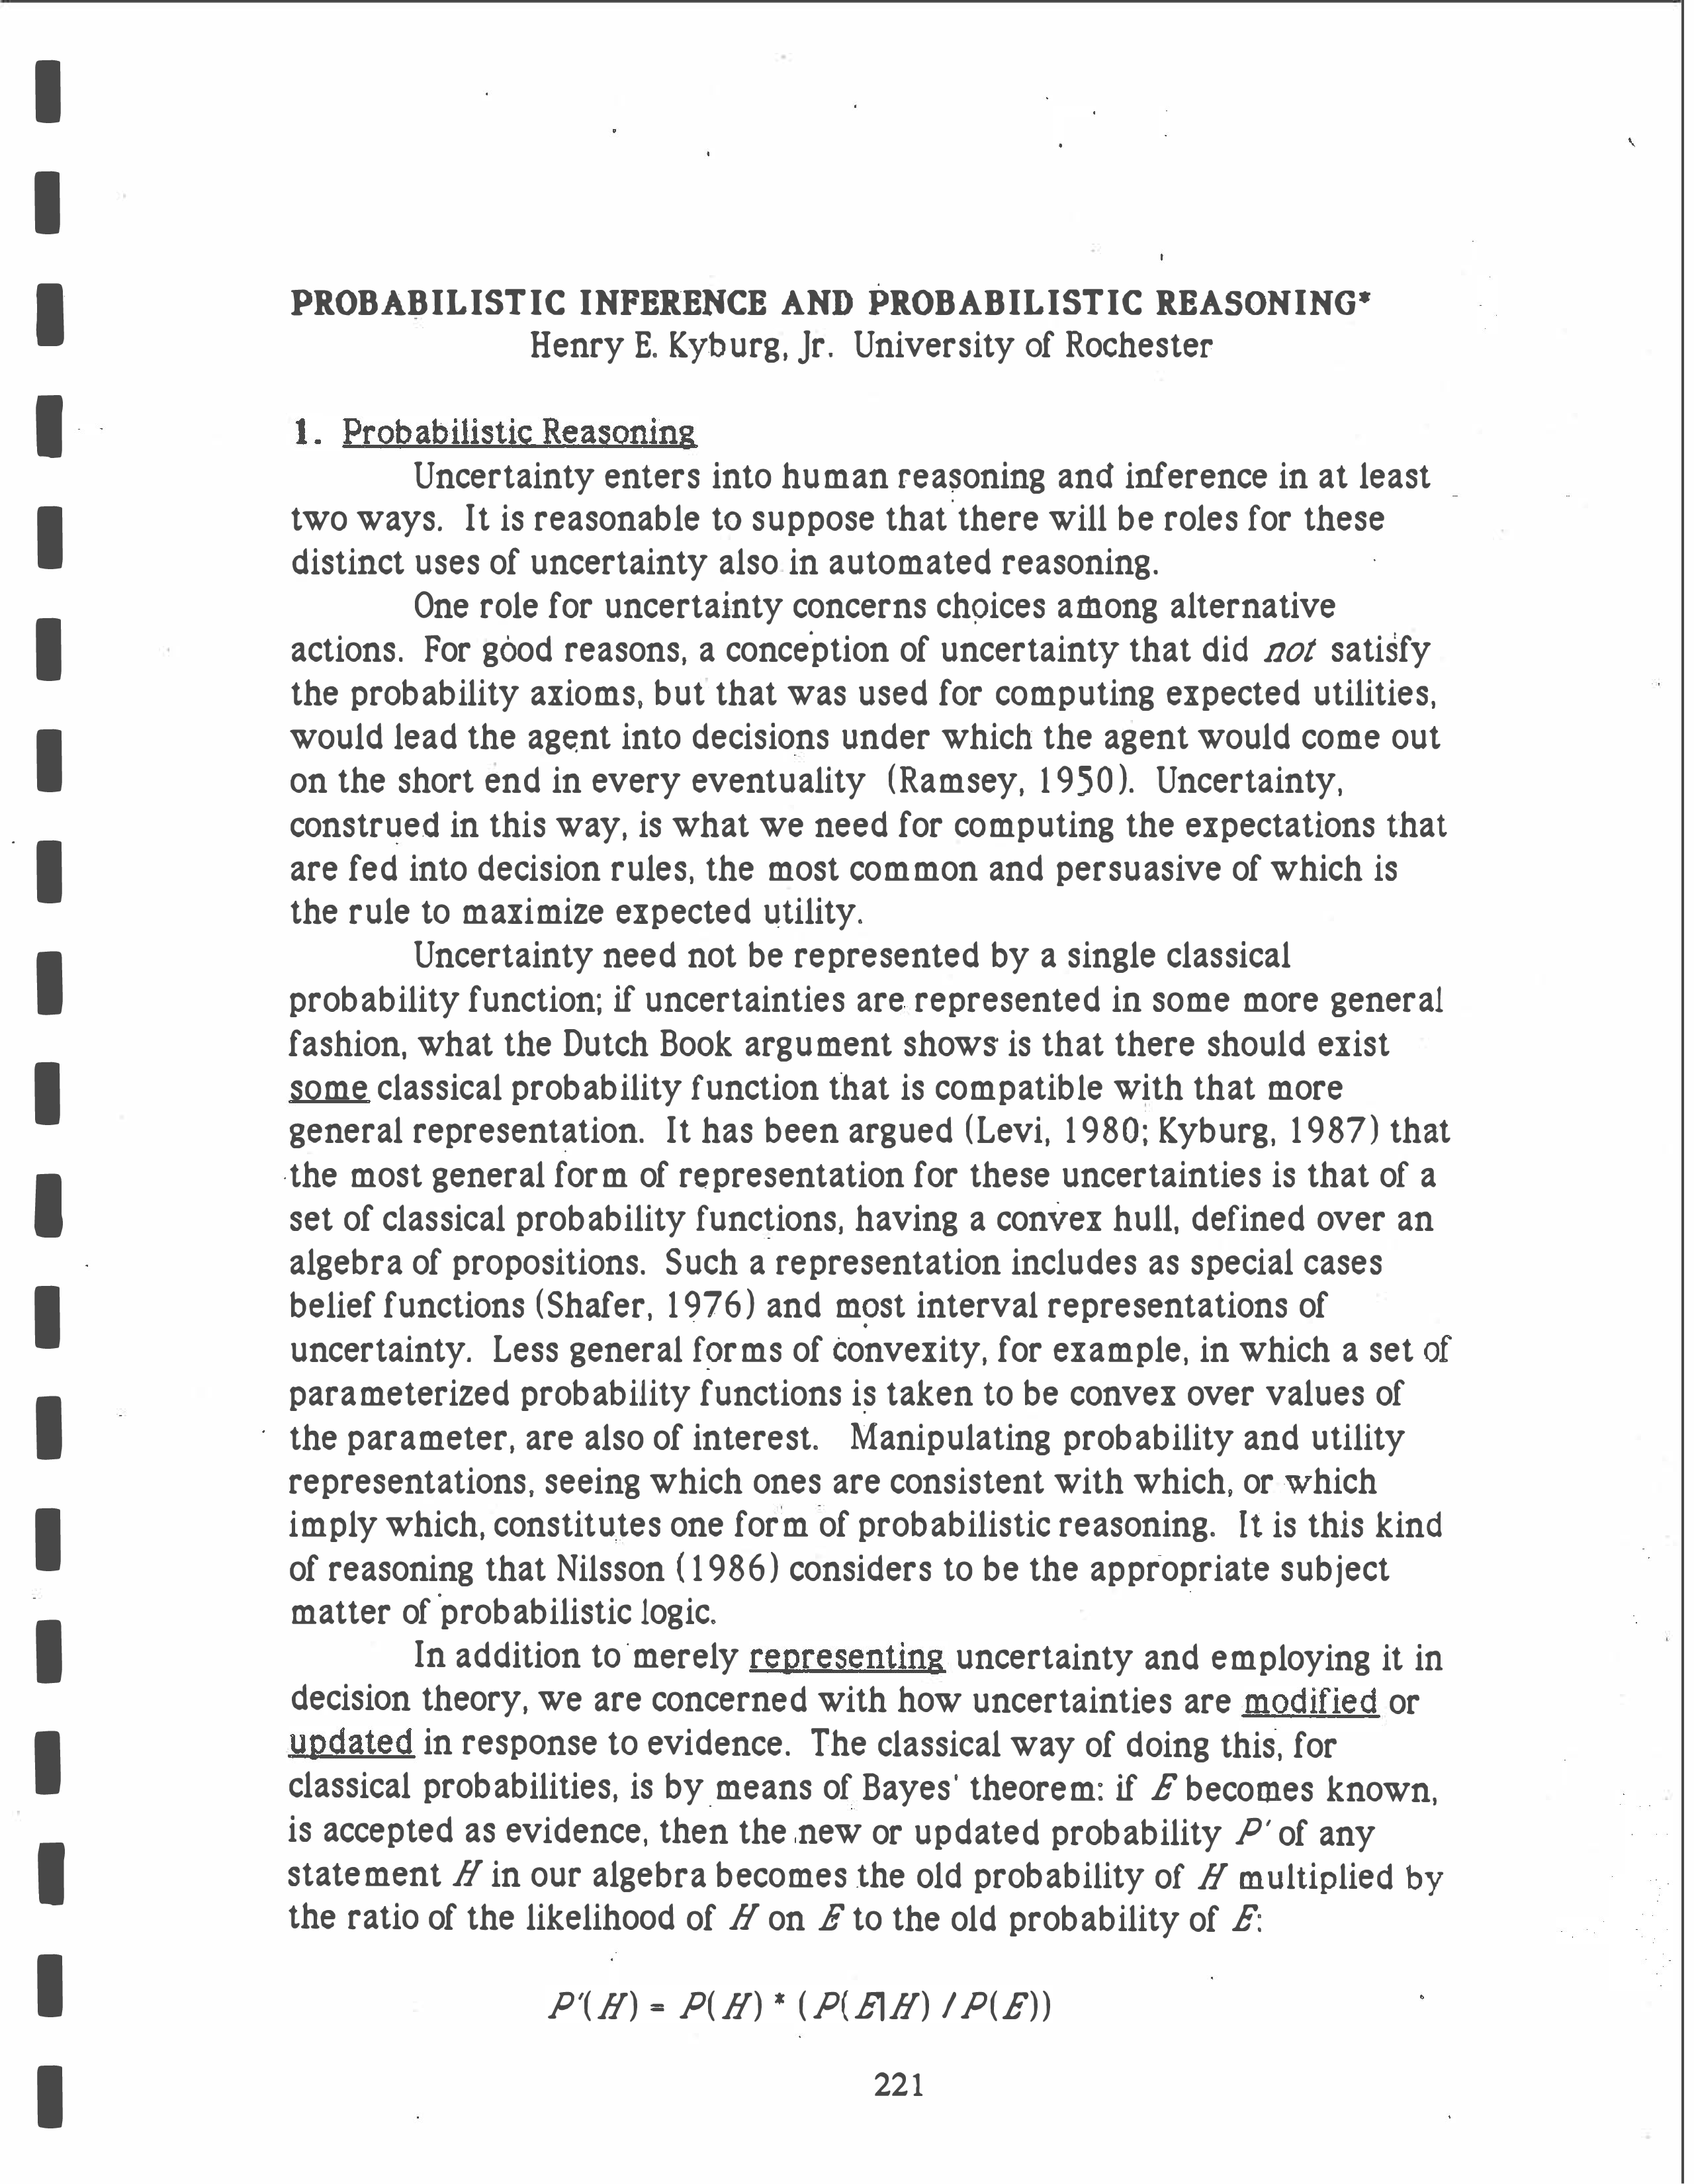 PROBABILISTIC INFERENCE AND PROBABILISTIC REASONING*
Henry E. Kyburg, Jr. University of Rochester
1. Probabilistic Reasoning
Uncertainty enters into human reasoning and inference in at least
two ways. It is reasonable to suppose that there will be roles for these
distinct uses of uncertainty also in automated reasoning.
One role for uncertainty concerns choices among alternative
actions. For good reasons, a conception of uncertainty that did not satisfy
the probability axioms, but that was used for computing expected utilities,
would lead the agent into decisions under which the agent would come out
on the short end in every eventuality (Ramsey, 1950). Uncertainty,
construed in this way, is what we need for computing the expectations that
are fed into decision rules, the most common and persuasive of which is
the rule to maximize expected utility.
Uncertainty need not be represented by a single classical
probability function; if uncertainties are represented in some more general
fashion, what the Dutch Book argument shows is that there should exist
some classical probability function that is compatible with that more
general representation. It has been argued (Levi, 1980; Kyburg, 1987) that
the most general form of representation for these uncertainties is that of a
set of classical probability functions, having a convex hull, defined over an
algebra of propositions. Such a representation includes as special cases
belief functions (Shafer, 1976) and most interval representations of
uncertainty. Less general forms of convexity, for example, in which a set of
parameterized probability functions is taken to be convex over values of
the parameter, are also of interest. Manipulating probability and utility
representations, seeing which ones are consistent with which, or which
imply which, constitutes one form of probabilistic reasoning. It is this kind
of reasoning that Nilsson (1986) considers to be the appropriate subject
matter of probabilistic logic.
In addition to merely representing uncertainty and employing it in
decision theory, we are concerned with how uncertainties are modified or
updated in response to evidence. The classical way of doing this, for
classical probabilities, is by means of Bayes' theorem: if E becomes known,
is accepted as evidence, then the new or updated probability P' of any
statement H in our algebra becomes the old probability of H multiplied by
the ratio of the likelihood of H on E to the old probability of E:
P'(H) = P(H) * (P(E|H) / P(E))
221